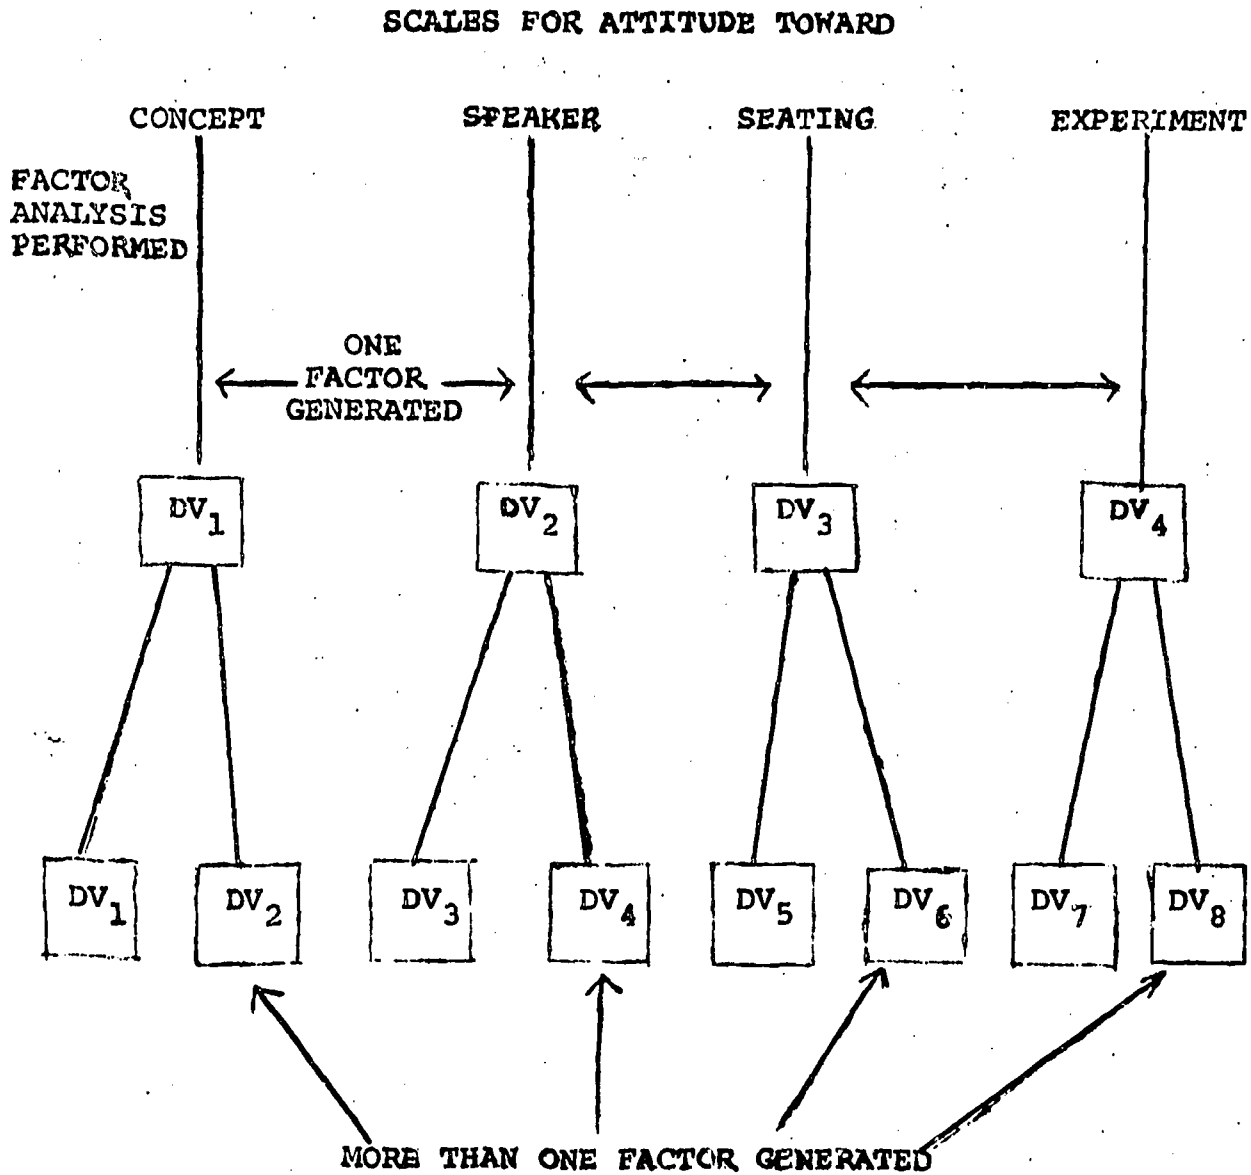 SCALES FOR ATTITUDE TOWARD
CONCEPT SPEAKER SEATING EXPERIMENT
FACTOR
ANALYSIS
PERFORMED
ONE
FACTOR
GENERATED
DV1 DV2 DV3 DV4
DV1 DV2 DV3 DV4 DV5 DV6 DV7 DV8
MORE THAN ONE FACTOR GENERATED